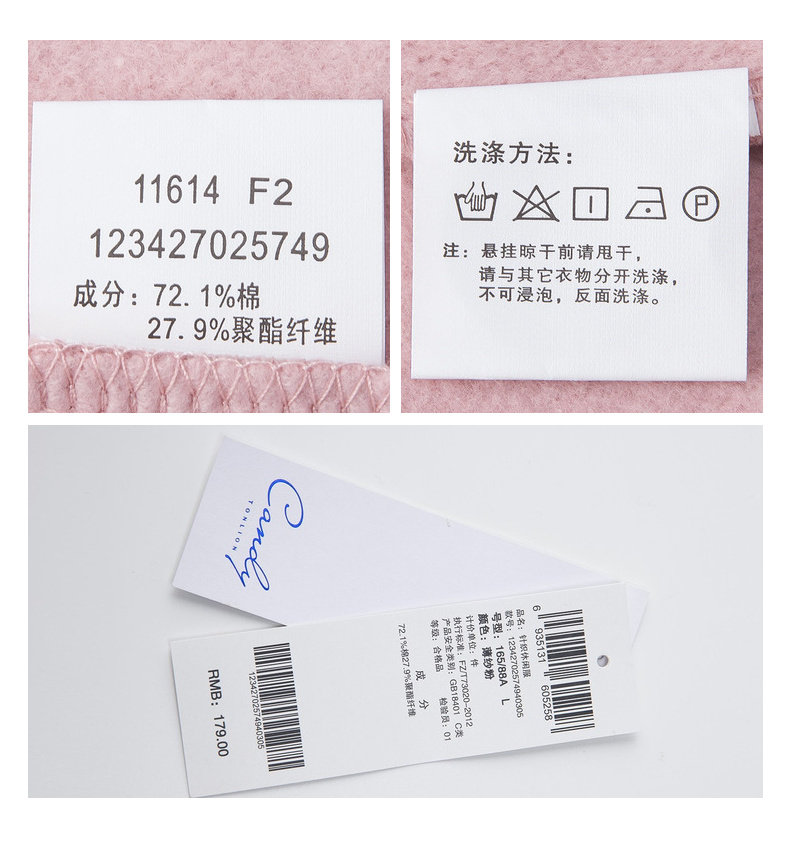 11614 F2
123427025749
成分：72.1%棉
27.9%聚酯纤维
洗涤方法：
P
注：悬挂晾干前请甩干，
请与其它衣物分开洗涤，
不可浸泡，反面洗涤。
Candy
TONLION
6 935131 605258
品名：针织休闲服
款号：12342702574940305
号型：165/88A L
颜色：薄纱粉
计价单位：件
执行标准：FZ/T73020-2012
产品安全类别：GB18401 C类
等级：合格品 检验员：01
成 分
72.1%棉27.9%聚酯纤维
12342702574940305
RMB：179.00